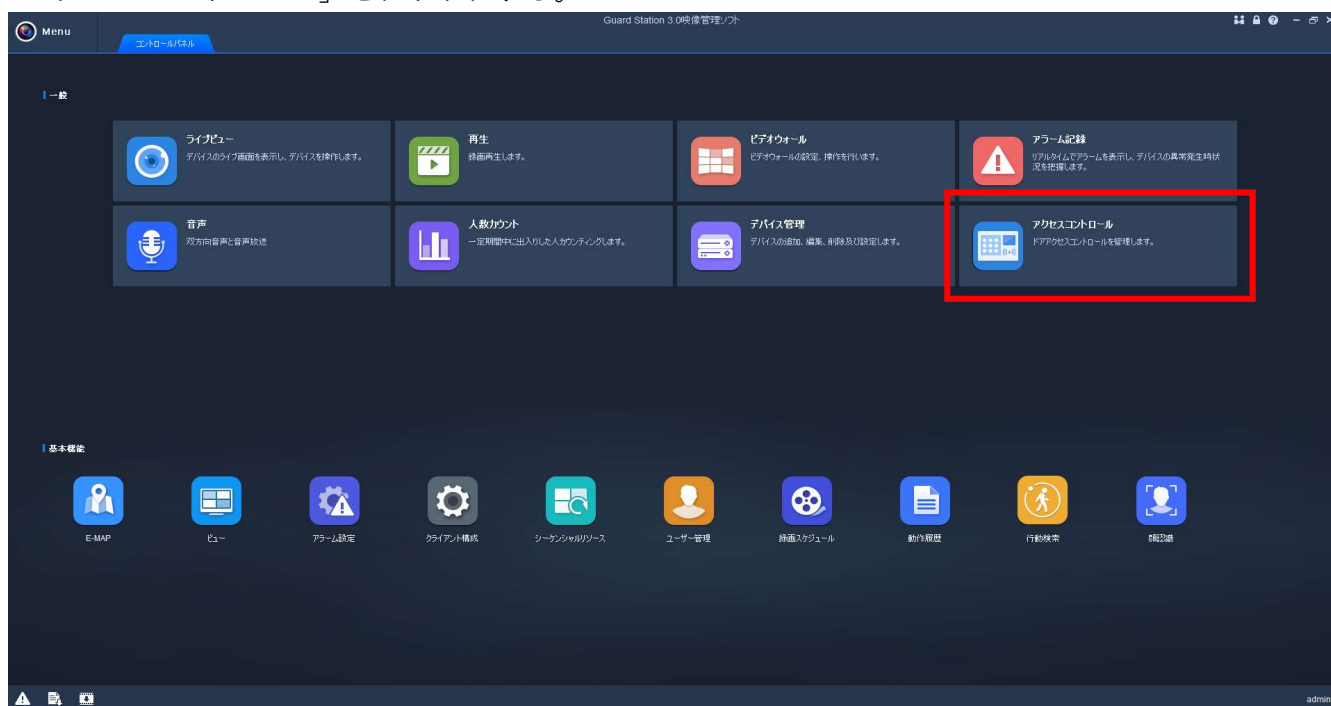 Guard Station 3.0映像管理ソフト
Menu
コントロールパネル
一般
ライブビュー
デバイスのライブ画面を表示し、デバイスを操作します。
再生
録画再生します。
ビデオウォール
ビデオウォールの設定、操作を行います。
アラーム記録
リアルタイムでアラームを表示し、デバイスの異常発生時状
況を把握します。
音声
双方向音声と音声放送
人数カウント
一定期間中に出入りした人カウンティングします。
デバイス管理
デバイスの追加、編集、削除及び設定します。
アクセスコントロール
ドアアクセスコントロールを管理します。
基本機能
E-MAP
ビュー
アラーム設定
クライアント構成
シーケンシャルリソース
ユーザー管理
録画スケジュール
動作履歴
行動検索
顔認識
admin